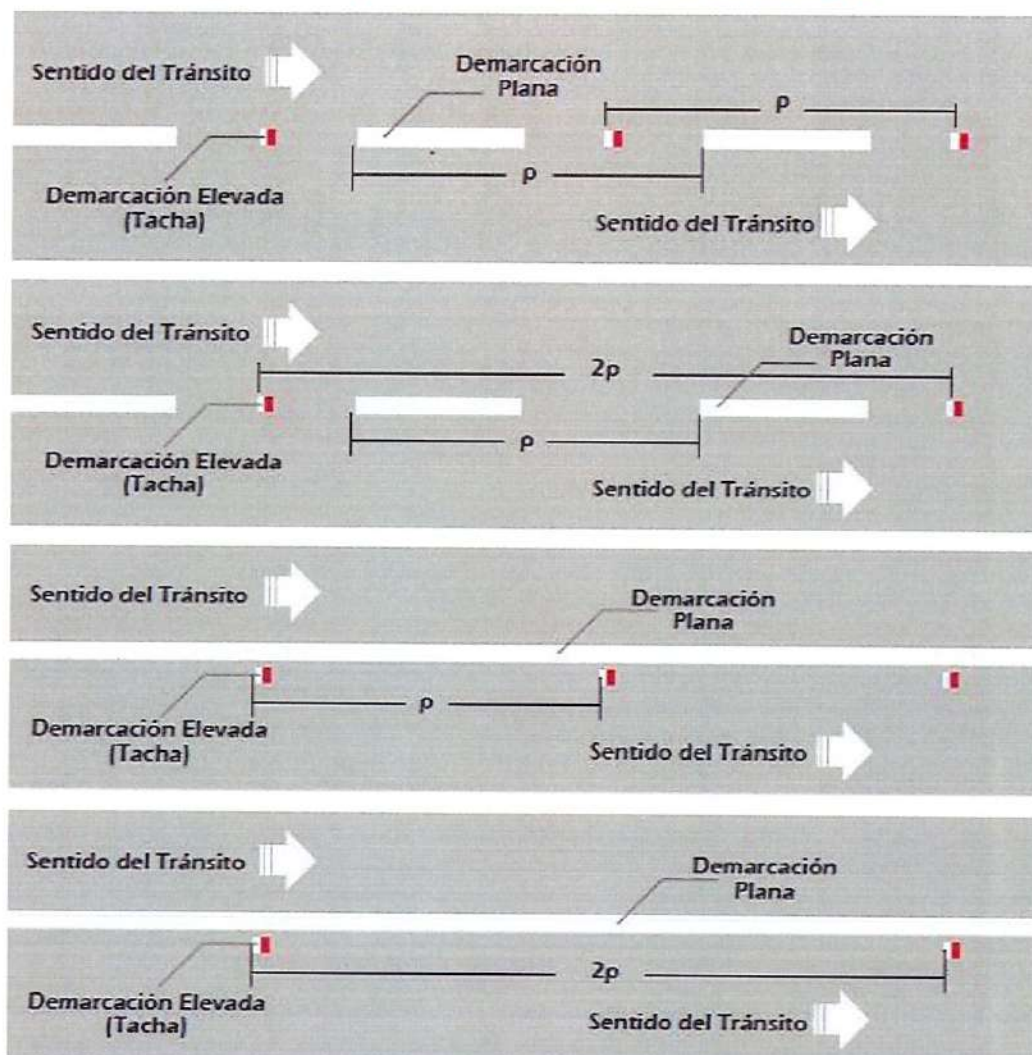 Sentido del Tránsito
Demarcación
Plana
ρ
ρ
Demarcación Elevada
(Tacha)
Sentido del Tránsito
Sentido del Tránsito
Demarcación
Plana
2ρ
ρ
Demarcación Elevada
(Tacha)
Sentido del Tránsito
Sentido del Tránsito
Demarcación
Plana
ρ
Demarcación Elevada
(Tacha)
Sentido del Tránsito
Sentido del Tránsito
Demarcación
Plana
2ρ
Demarcación Elevada
(Tacha)
Sentido del Tránsito